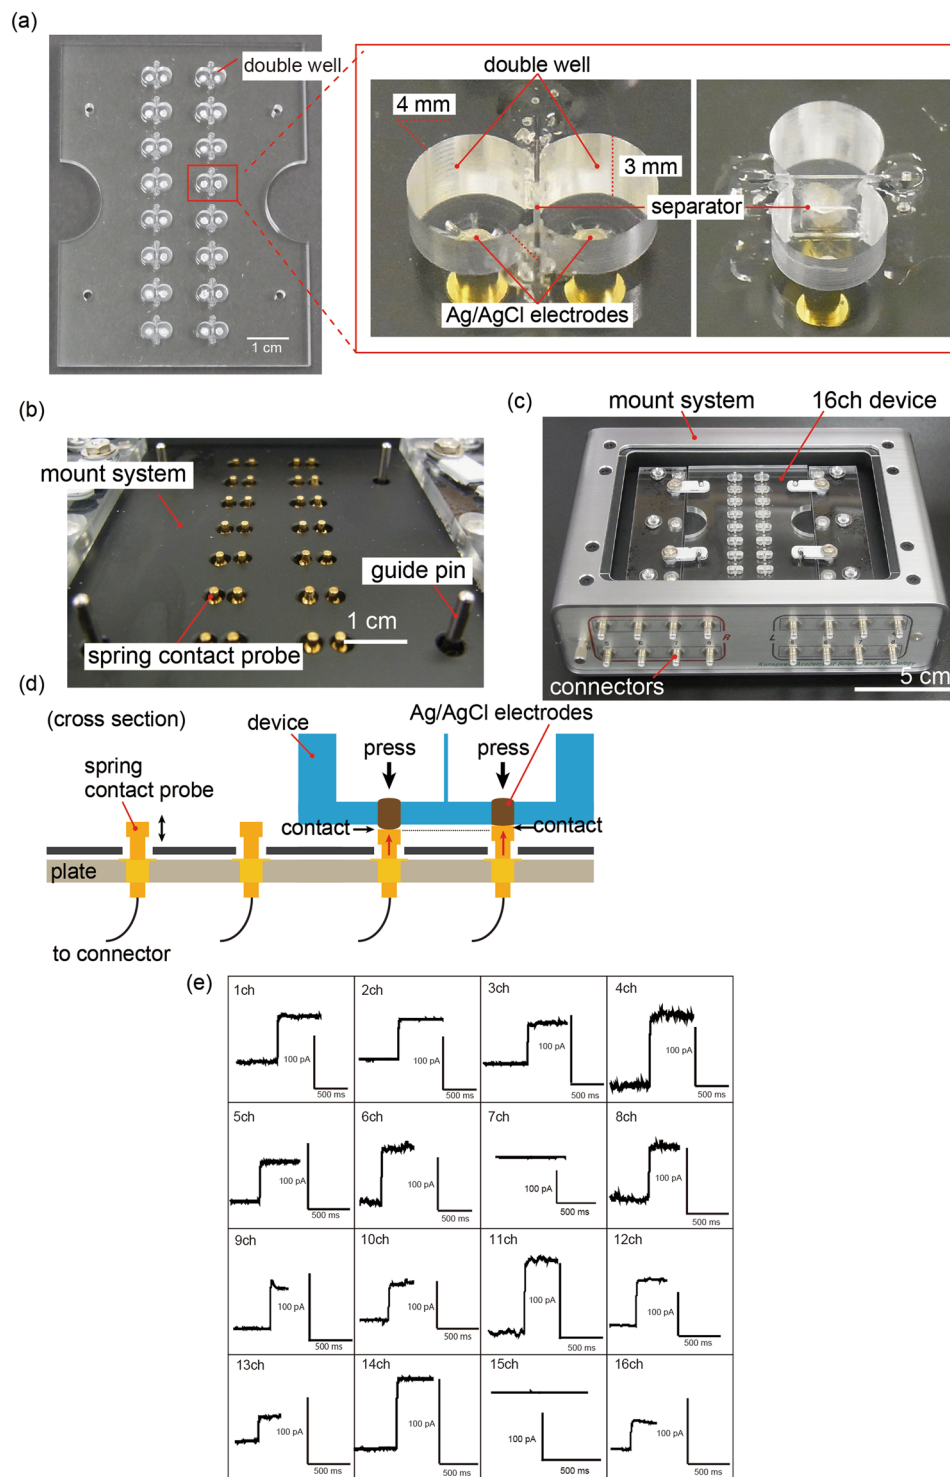 (a)
double well
1 cm
double well
4 mm
3 mm
separator
Ag/AgCl electrodes
(b)
mount system
guide pin
1 cm
spring contact probe
(c)
mount system
16ch device
R
L
connectors
5 cm
(d)
(cross section)
device
Ag/AgCl electrodes
press
press
spring
contact probe
contact
contact
plate
to connector
(e)
1ch
100 pA
500 ms
2ch
100 pA
500 ms
3ch
100 pA
500 ms
4ch
100 pA
500 ms
5ch
100 pA
500 ms
6ch
100 pA
500 ms
7ch
100 pA
500 ms
8ch
100 pA
500 ms
9ch
100 pA
500 ms
10ch
100 pA
500 ms
11ch
100 pA
500 ms
12ch
100 pA
500 ms
13ch
100 pA
500 ms
14ch
100 pA
500 ms
15ch
100 pA
500 ms
16ch
100 pA
500 ms